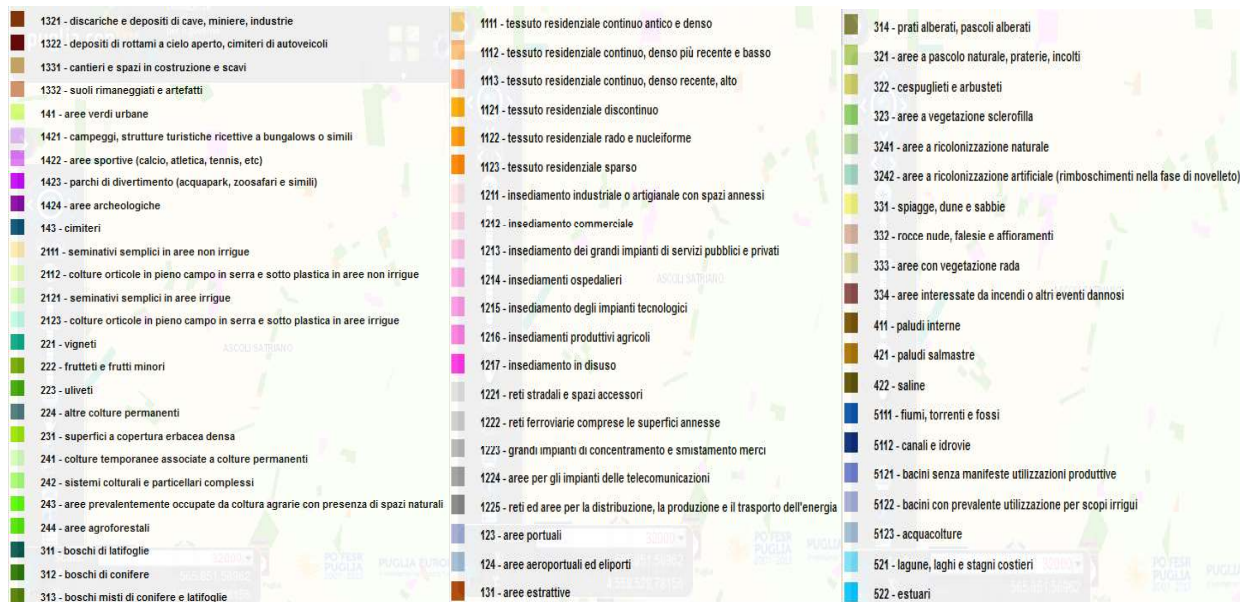 1321 - discariche e depositi di cave, miniere, industrie
1322 - depositi di rottami a cielo aperto, cimiteri di autoveicoli
1331 - cantieri e spazi in costruzione e scavi
1332 - suoli rimaneggiati e artefatti
141 - aree verdi urbane
1421 - campeggi, strutture turistiche ricettive a bungalows o simili
1422 - aree sportive (calcio, atletica, tennis, etc)
1423 - parchi di divertimento (acquapark, zoosafari e simili)
1424 - aree archeologiche
143 - cimiteri
2111 - seminativi semplici in aree non irrigue
2112 - colture orticole in pieno campo in serra e sotto plastica in aree non irrigue
2121 - seminativi semplici in aree irrigue
2123 - colture orticole in pieno campo in serra e sotto plastica in aree irrigue
221 - vigneti
222 - frutteti e frutti minori
223 - uliveti
224 - altre colture permanenti
231 - superfici a copertura erbacea densa
241 - colture temporanee associate a colture permanenti
242 - sistemi colturali e particellari complessi
243 - aree prevalentemente occupate da coltura agrarie con presenza di spazi naturali
244 - aree agroforestali
311 - boschi di latifoglie
312 - boschi di conifere
313 - boschi misti di conifere e latifoglie
1111 - tessuto residenziale continuo antico e denso
1112 - tessuto residenziale continuo, denso più recente e basso
1113 - tessuto residenziale continuo, denso recente, alto
1121 - tessuto residenziale discontinuo
1122 - tessuto residenziale rado e nucleiforme
1123 - tessuto residenziale sparso
1211 - insediamento industriale o artigianale con spazi annessi
1212 - insediamento commerciale
1213 - insediamento dei grandi impianti di servizi pubblici e privati
1214 - insediamenti ospedalieri
1215 - insediamento degli impianti tecnologici
1216 - insediamenti produttivi agricoli
1217 - insediamento in disuso
1221 - reti stradali e spazi accessori
1222 - reti ferroviarie comprese le superfici annesse
1223 - grandi impianti di concentramento e smistamento merci
1224 - aree per gli impianti delle telecomunicazioni
1225 - reti ed aree per la distribuzione, la produzione e il trasporto dell'energia
123 - aree portuali
124 - aree aeroportuali ed eliporti
131 - aree estrattive
314 - prati alberati, pascoli alberati
321 - aree a pascolo naturale, praterie, incolti
322 - cespuglieti e arbusteti
323 - aree a vegetazione sclerofilla
3241 - aree a ricolonizzazione naturale
3242 - aree a ricolonizzazione artificiale (rimboschimenti nella fase di novelleto)
331 - spiagge, dune e sabbie
332 - rocce nude, falesie e affioramenti
333 - aree con vegetazione rada
334 - aree interessate da incendi o altri eventi dannosi
411 - paludi interne
421 - paludi salmastre
422 - saline
5111 - fiumi, torrenti e fossi
5112 - canali e idrovie
5121 - bacini senza manifeste utilizzazioni produttive
5122 - bacini con prevalente utilizzazione per scopi irrigui
5123 - acquacolture
521 - lagune, laghi e stagni costieri
522 - estuari
ASCOLI SATRIANO
ASCOLI SATRIANO
ASCOLI SATRIANO